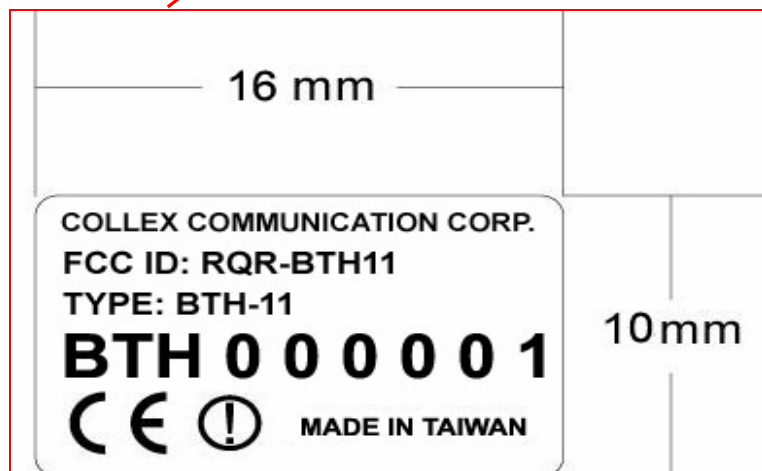 16 mm
COLLEX COMMUNICATION CORP.
FCC ID: RQR-BTH11
TYPE: BTH-11
BTH 0 0 0 0 0 1
10mm
CE ! MADE IN TAIWAN